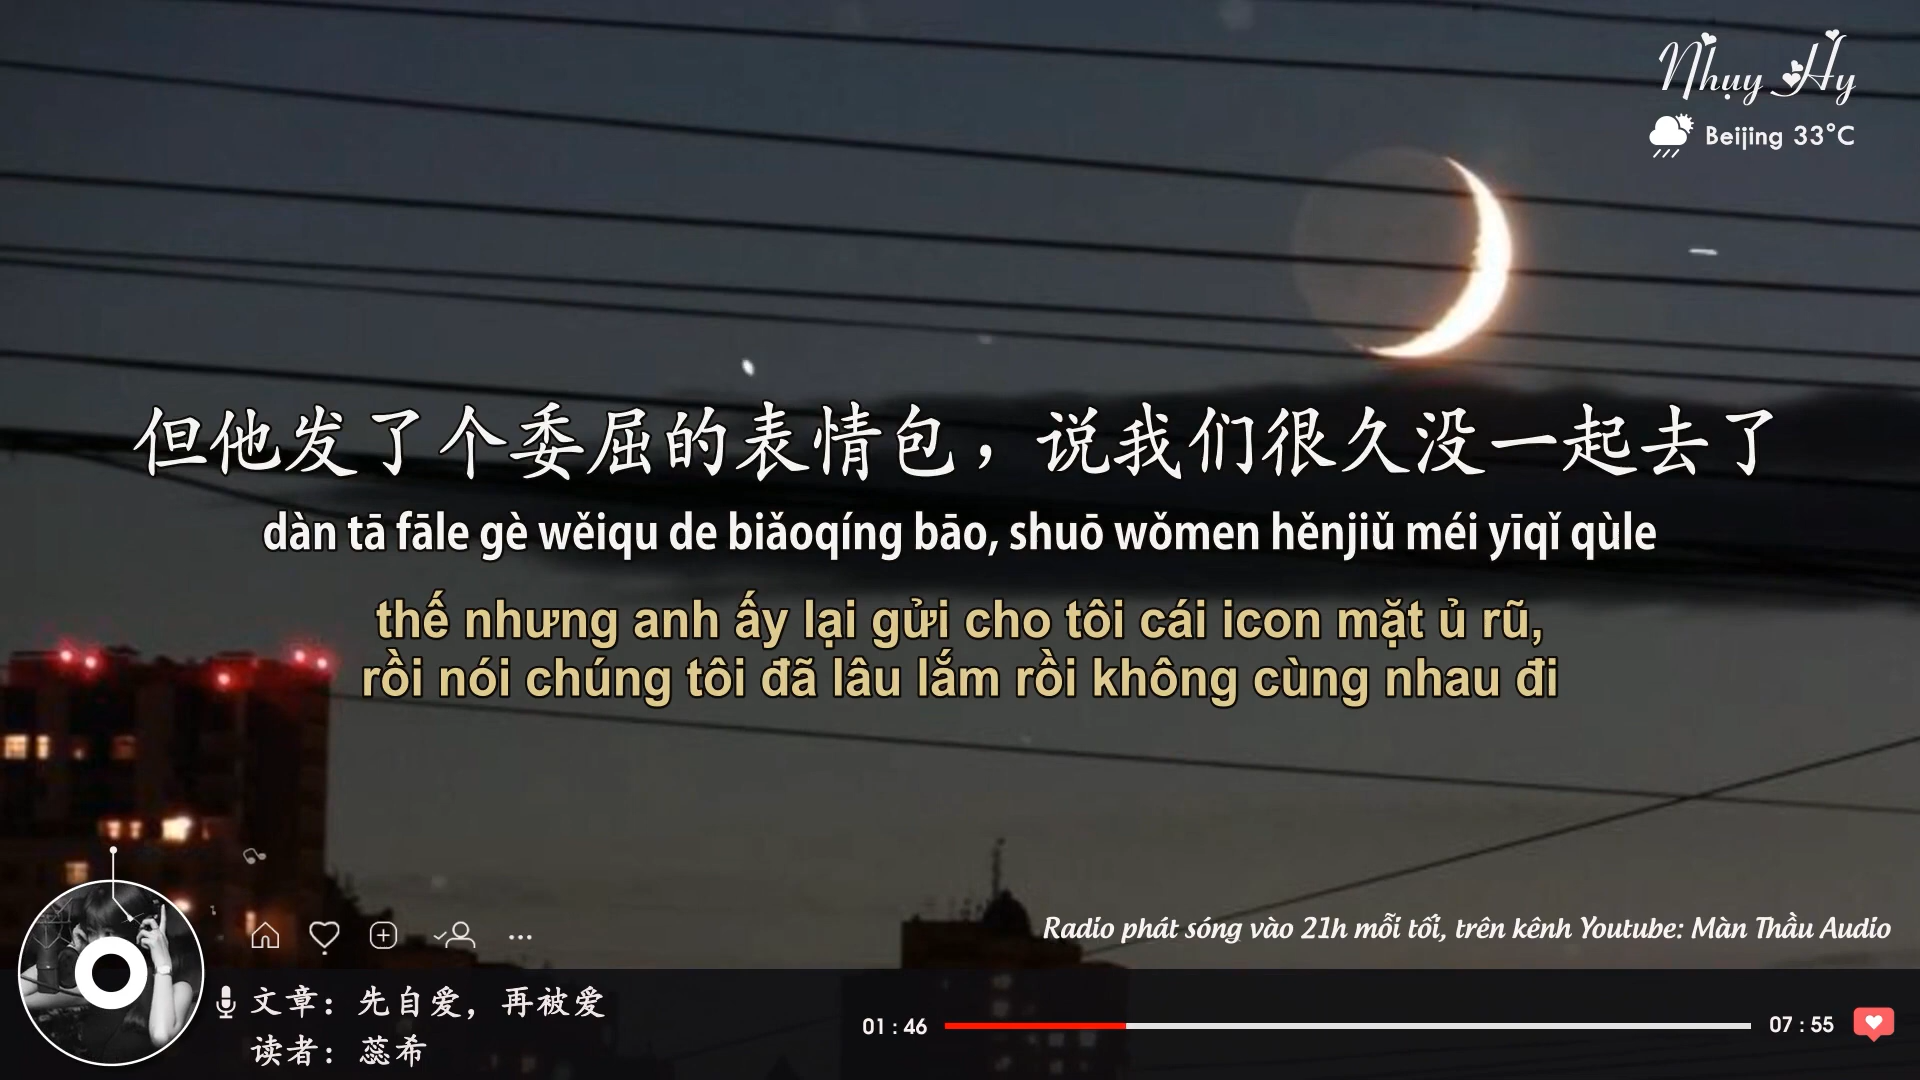 Nhụy Hy
Beijing 33°C
但他发了个委屈的表情包，说我们很久没一起去了
dàn tā fāle gè wěiqu de biǎoqíng bāo, shuō wǒmen hěnjiǔ méi yīqǐ qùle
thế nhưng anh ấy lại gửi cho tôi cái icon mặt ủ rũ,
rồi nói chúng tôi đã lâu lắm rồi không cùng nhau đi
Radio phát sóng vào 21h mỗi tối, trên kênh Youtube: Màn Thầu Audio
文章：先自爱，再被爱
读者：蕊希
01 : 46
07 : 55